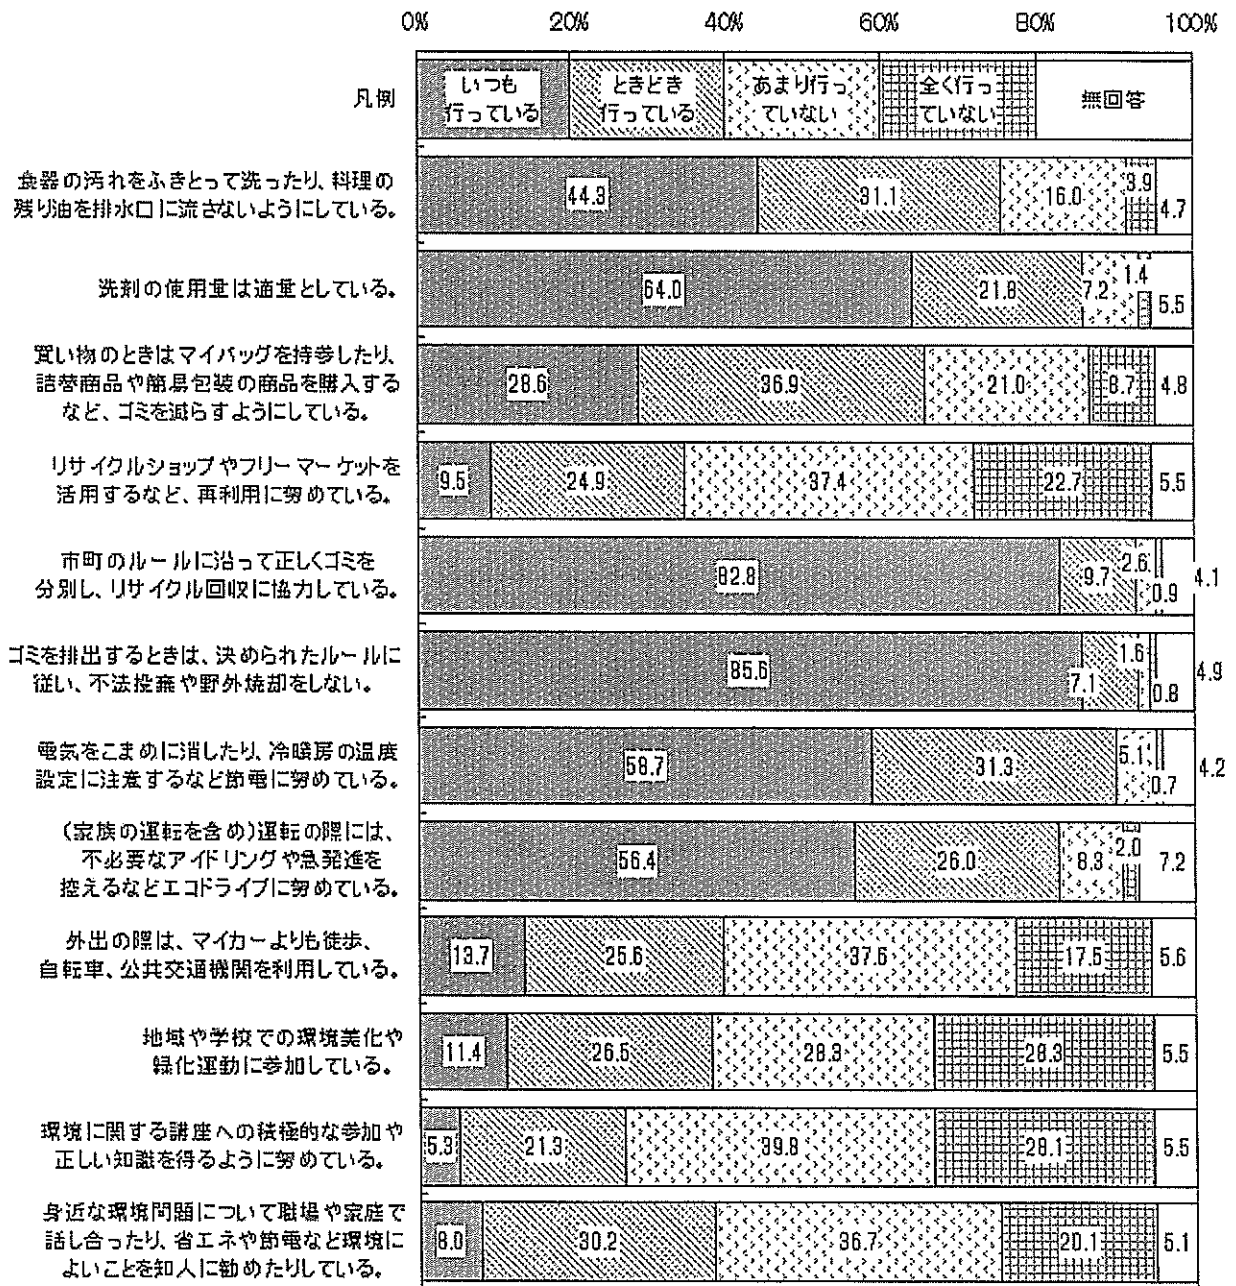 0% 20% 40% 60% 80% 100%
凡例
いつも
行っている
ときどき
行っている
あまり行っ
ていない
全く行っ
ていない
無回答
食器の汚れをふきとって洗ったり、料理の
残り油を排水口に流さないようにしている。
44.3 31.1 16.0 3.9 4.7
洗剤の使用量は適量としている。
64.0 21.8 7.2 1.4 5.5
買い物のときはマイバッグを持参したり、
詰替商品や簡易包装の商品を購入する
など、ゴミを減らすようにしている。
28.6 36.9 21.0 8.7 4.8
リサイクルショップやフリーマーケットを
活用するなど、再利用に努めている。
9.5 24.9 37.4 22.7 5.5
市町のルールに沿って正しくゴミを
分別し、リサイクル回収に協力している。
82.8 9.7 2.6 0.9 4.1
ゴミを排出するときは、決められたルールに
従い、不法投棄や野外焼却をしない。
85.6 7.1 1.6 0.8 4.9
電気をこまめに消したり、冷暖房の温度
設定に注意するなど節電に努めている。
58.7 31.3 5.1 0.7 4.2
(家族の運転を含め)運転の際には、
不必要なアイドリングや急発進を
控えるなどエコドライブに努めている。
56.4 26.0 8.3 2.0 7.2
外出の際は、マイカーよりも徒歩、
自転車、公共交通機関を利用している。
13.7 25.6 37.6 17.5 5.6
地域や学校での環境美化や
緑化運動に参加している。
11.4 26.5 28.3 28.3 5.5
環境に関する講座への積極的な参加や
正しい知識を得るように努めている。
5.3 21.3 39.8 28.1 5.5
身近な環境問題について職場や家庭で
話し合ったり、省エネや節電など環境に
よいことを知人に勧めたりしている。
8.0 30.2 36.7 20.1 5.1